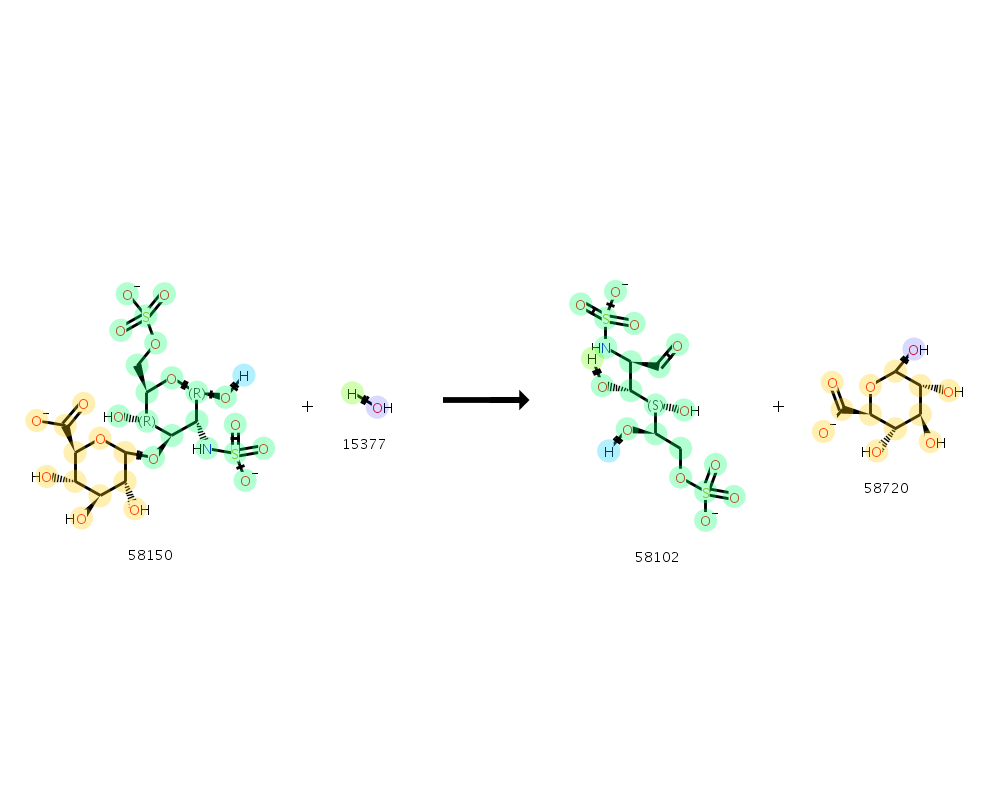 O⁻ O
S
O O
O H
O (R) O
HO (R)
O⁻ O O
O HN S O
HO O O⁻
HO OH
58150
+
H
OH
15377
O⁻
O S O
HN O
H
O (S) OH
O
H
O O
S O
O⁻
58102
+
OH
O O OH
O⁻
HO OH
58720